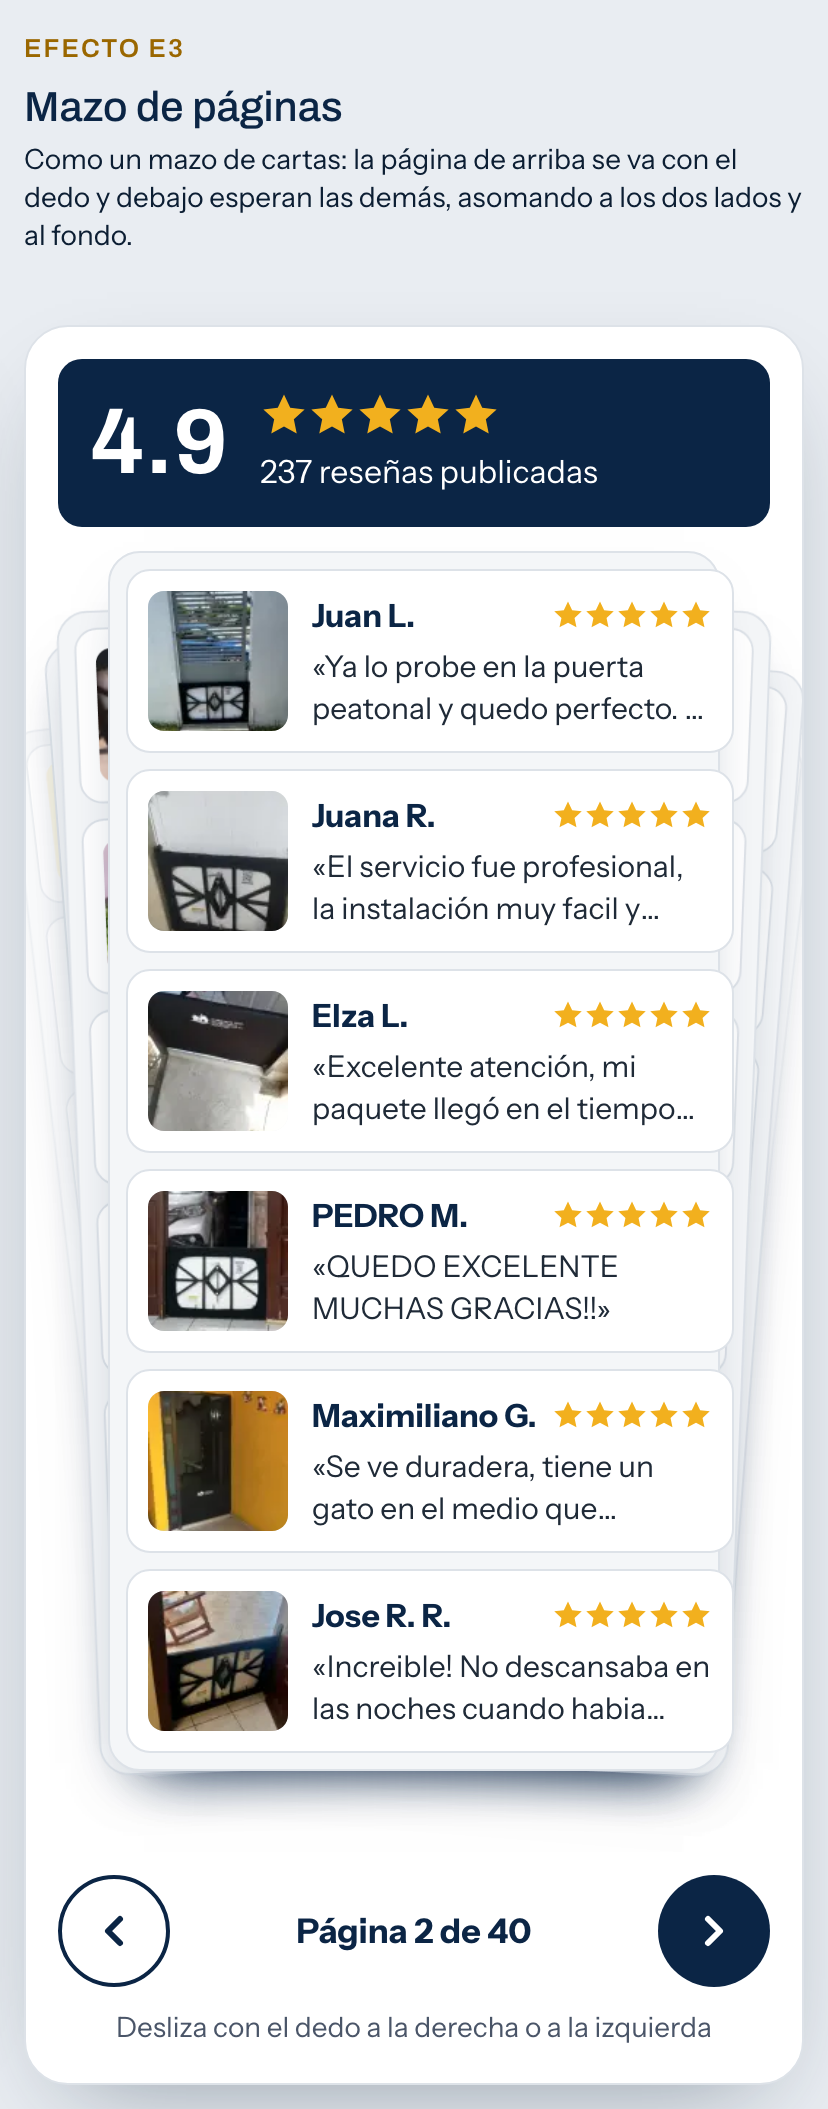 EFECTO E3
Mazo de páginas
Como un mazo de cartas: la página de arriba se va con el
dedo y debajo esperan las demás, asomando a los dos lados y
al fondo.
4.9
237 reseñas publicadas
Juan L.
«Ya lo probe en la puerta
peatonal y quedo perfecto. ...
Juana R.
«El servicio fue profesional,
la instalación muy facil y...
Elza L.
«Excelente atención, mi
paquete llegó en el tiempo...
PEDRO M.
«QUEDO EXCELENTE
MUCHAS GRACIAS!!»
Maximiliano G.
«Se ve duradera, tiene un
gato en el medio que...
Jose R. R.
«Increible! No descansaba en
las noches cuando habia...
Página 2 de 40
Desliza con el dedo a la derecha o a la izquierda